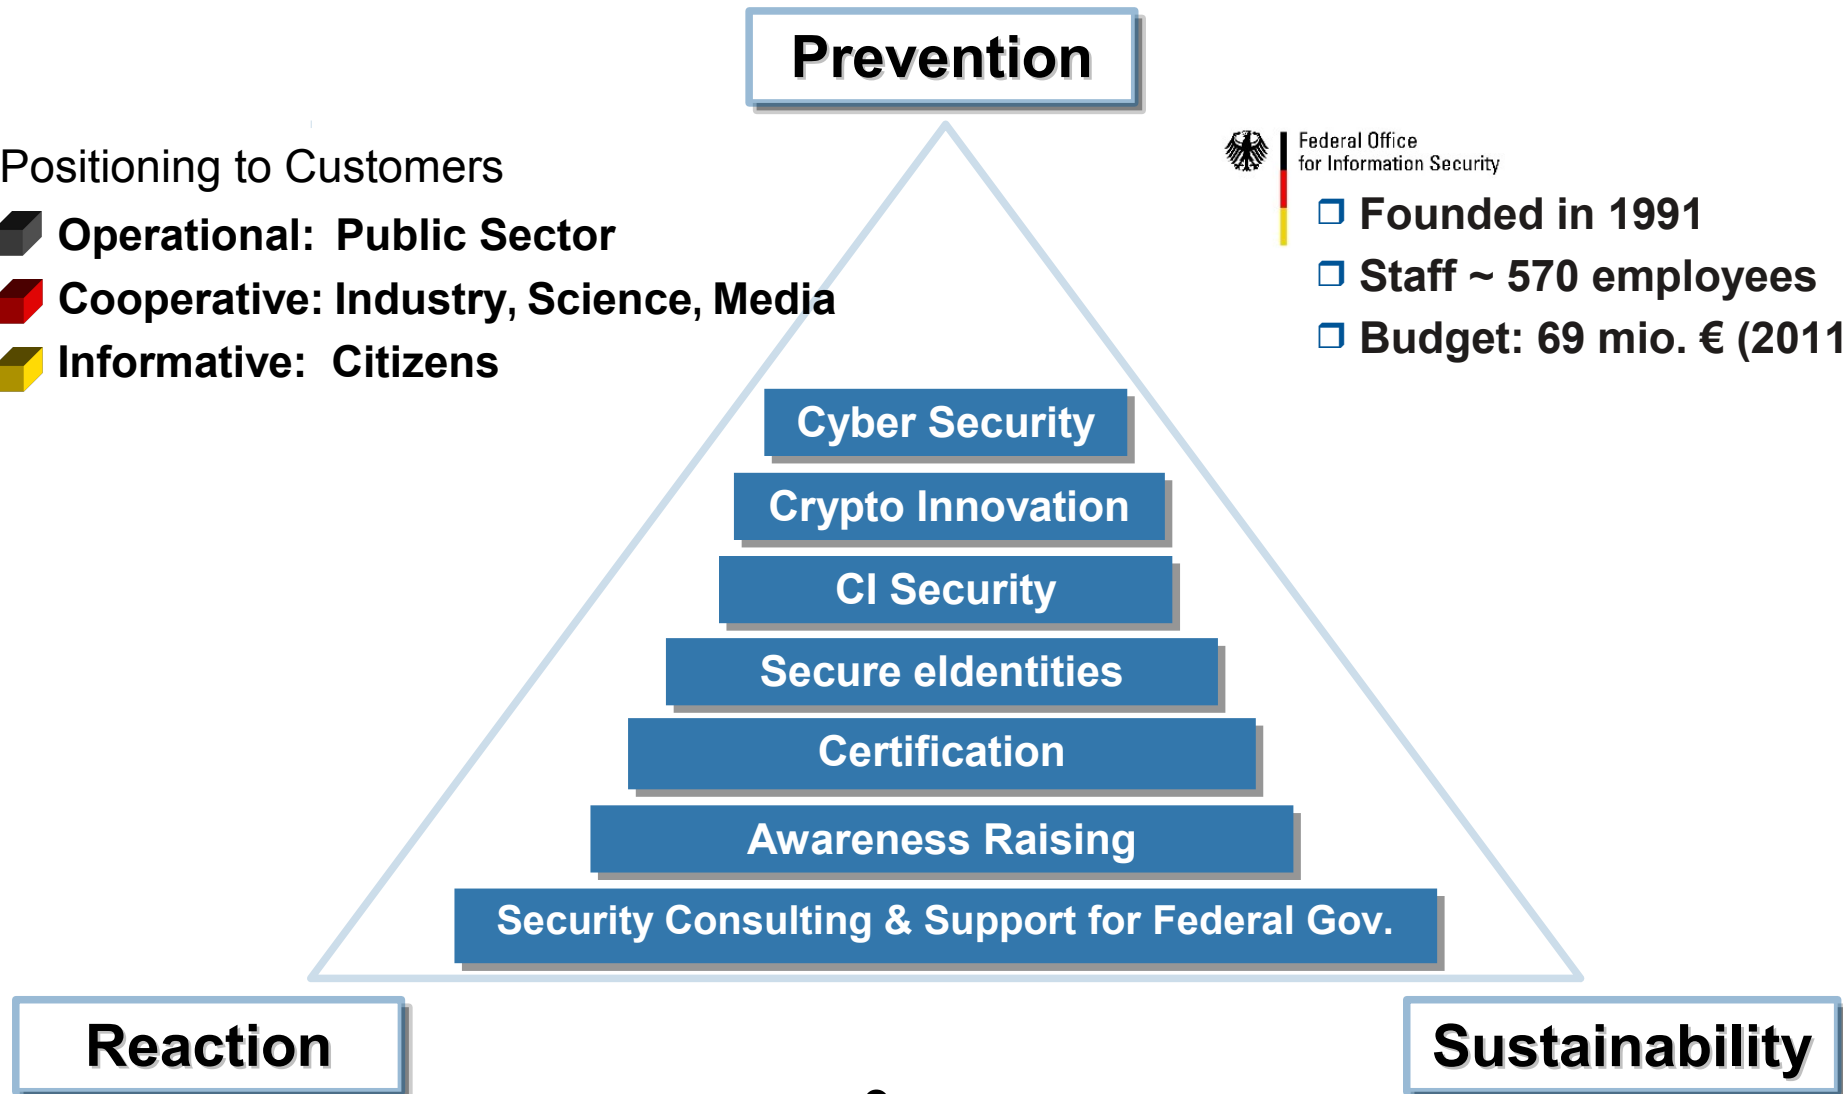 Prevention
Positioning to Customers
Operational: Public Sector
Cooperative: Industry, Science, Media
Informative: Citizens
Federal Office
for Information Security
Founded in 1991
Staff ~ 570 employees
Budget: 69 mio. € (2011
Cyber Security
Crypto Innovation
CI Security
Secure eIdentities
Certification
Awareness Raising
Security Consulting & Support for Federal Gov.
Reaction
Sustainability